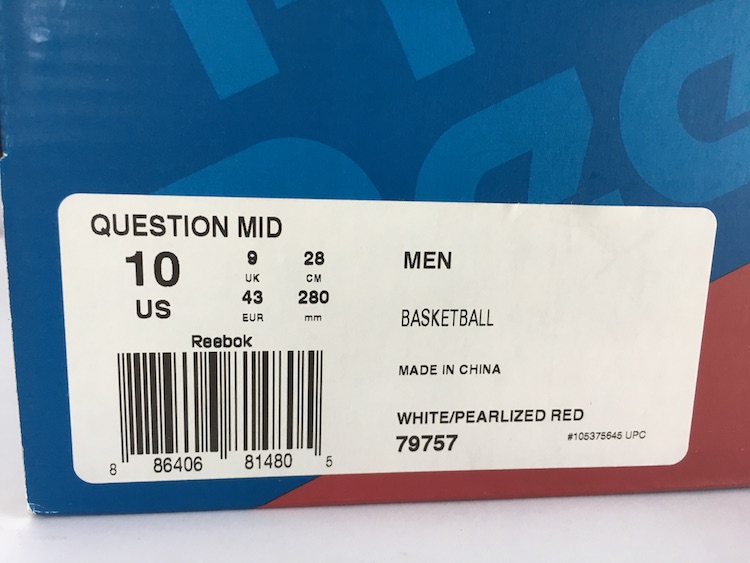 QUESTION MID
10
US
9
UK
43
EUR
28
CM
280
mm
Reebok
8 86406 81480 5
MEN
BASKETBALL
MADE IN CHINA
WHITE/PEARLIZED RED
79757
#105375645 UPC